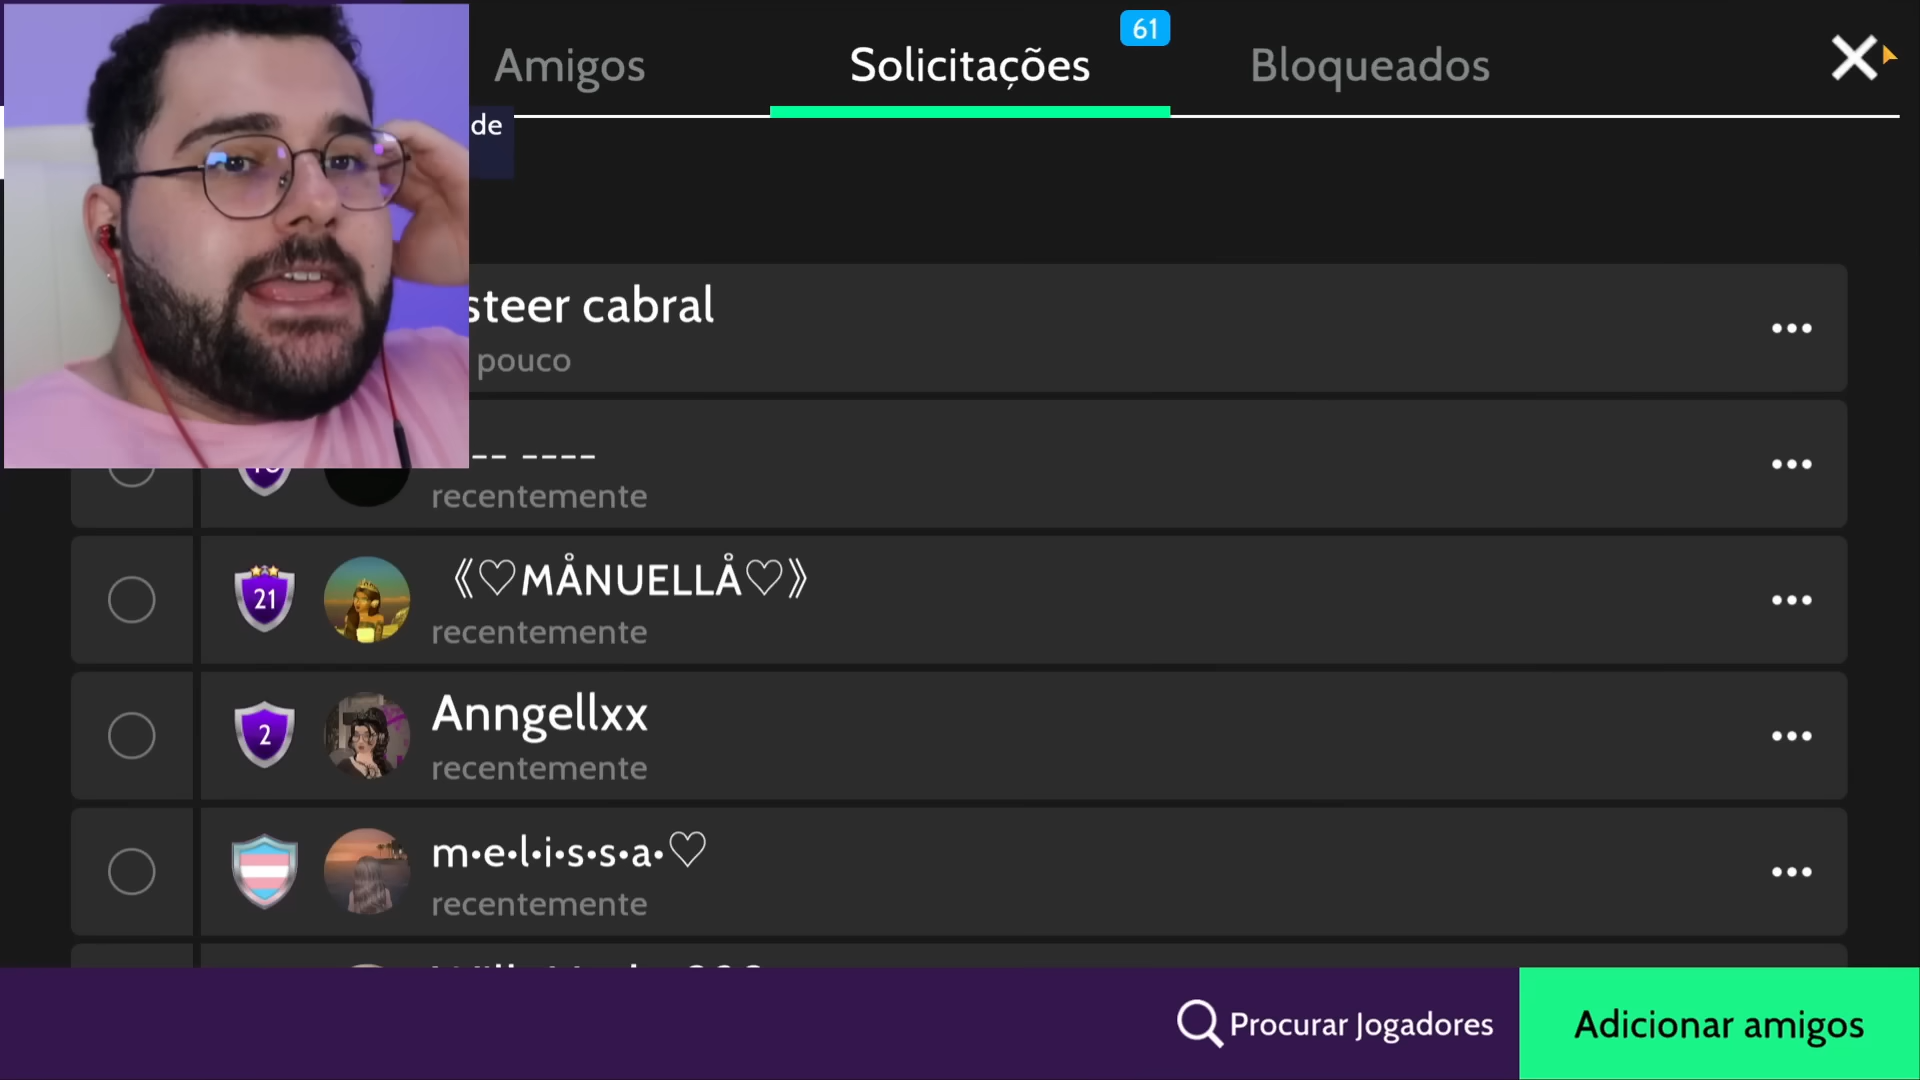 Amigos
Solicitações
61
Bloqueados
de
steer cabral
pouco
-- ----
recentemente
21
《♡MÅNUELLÅ♡》
recentemente
2
Anngellxx
recentemente
m•e•l•i•s•s•a•♡
recentemente
Procurar Jogadores
Adicionar amigos